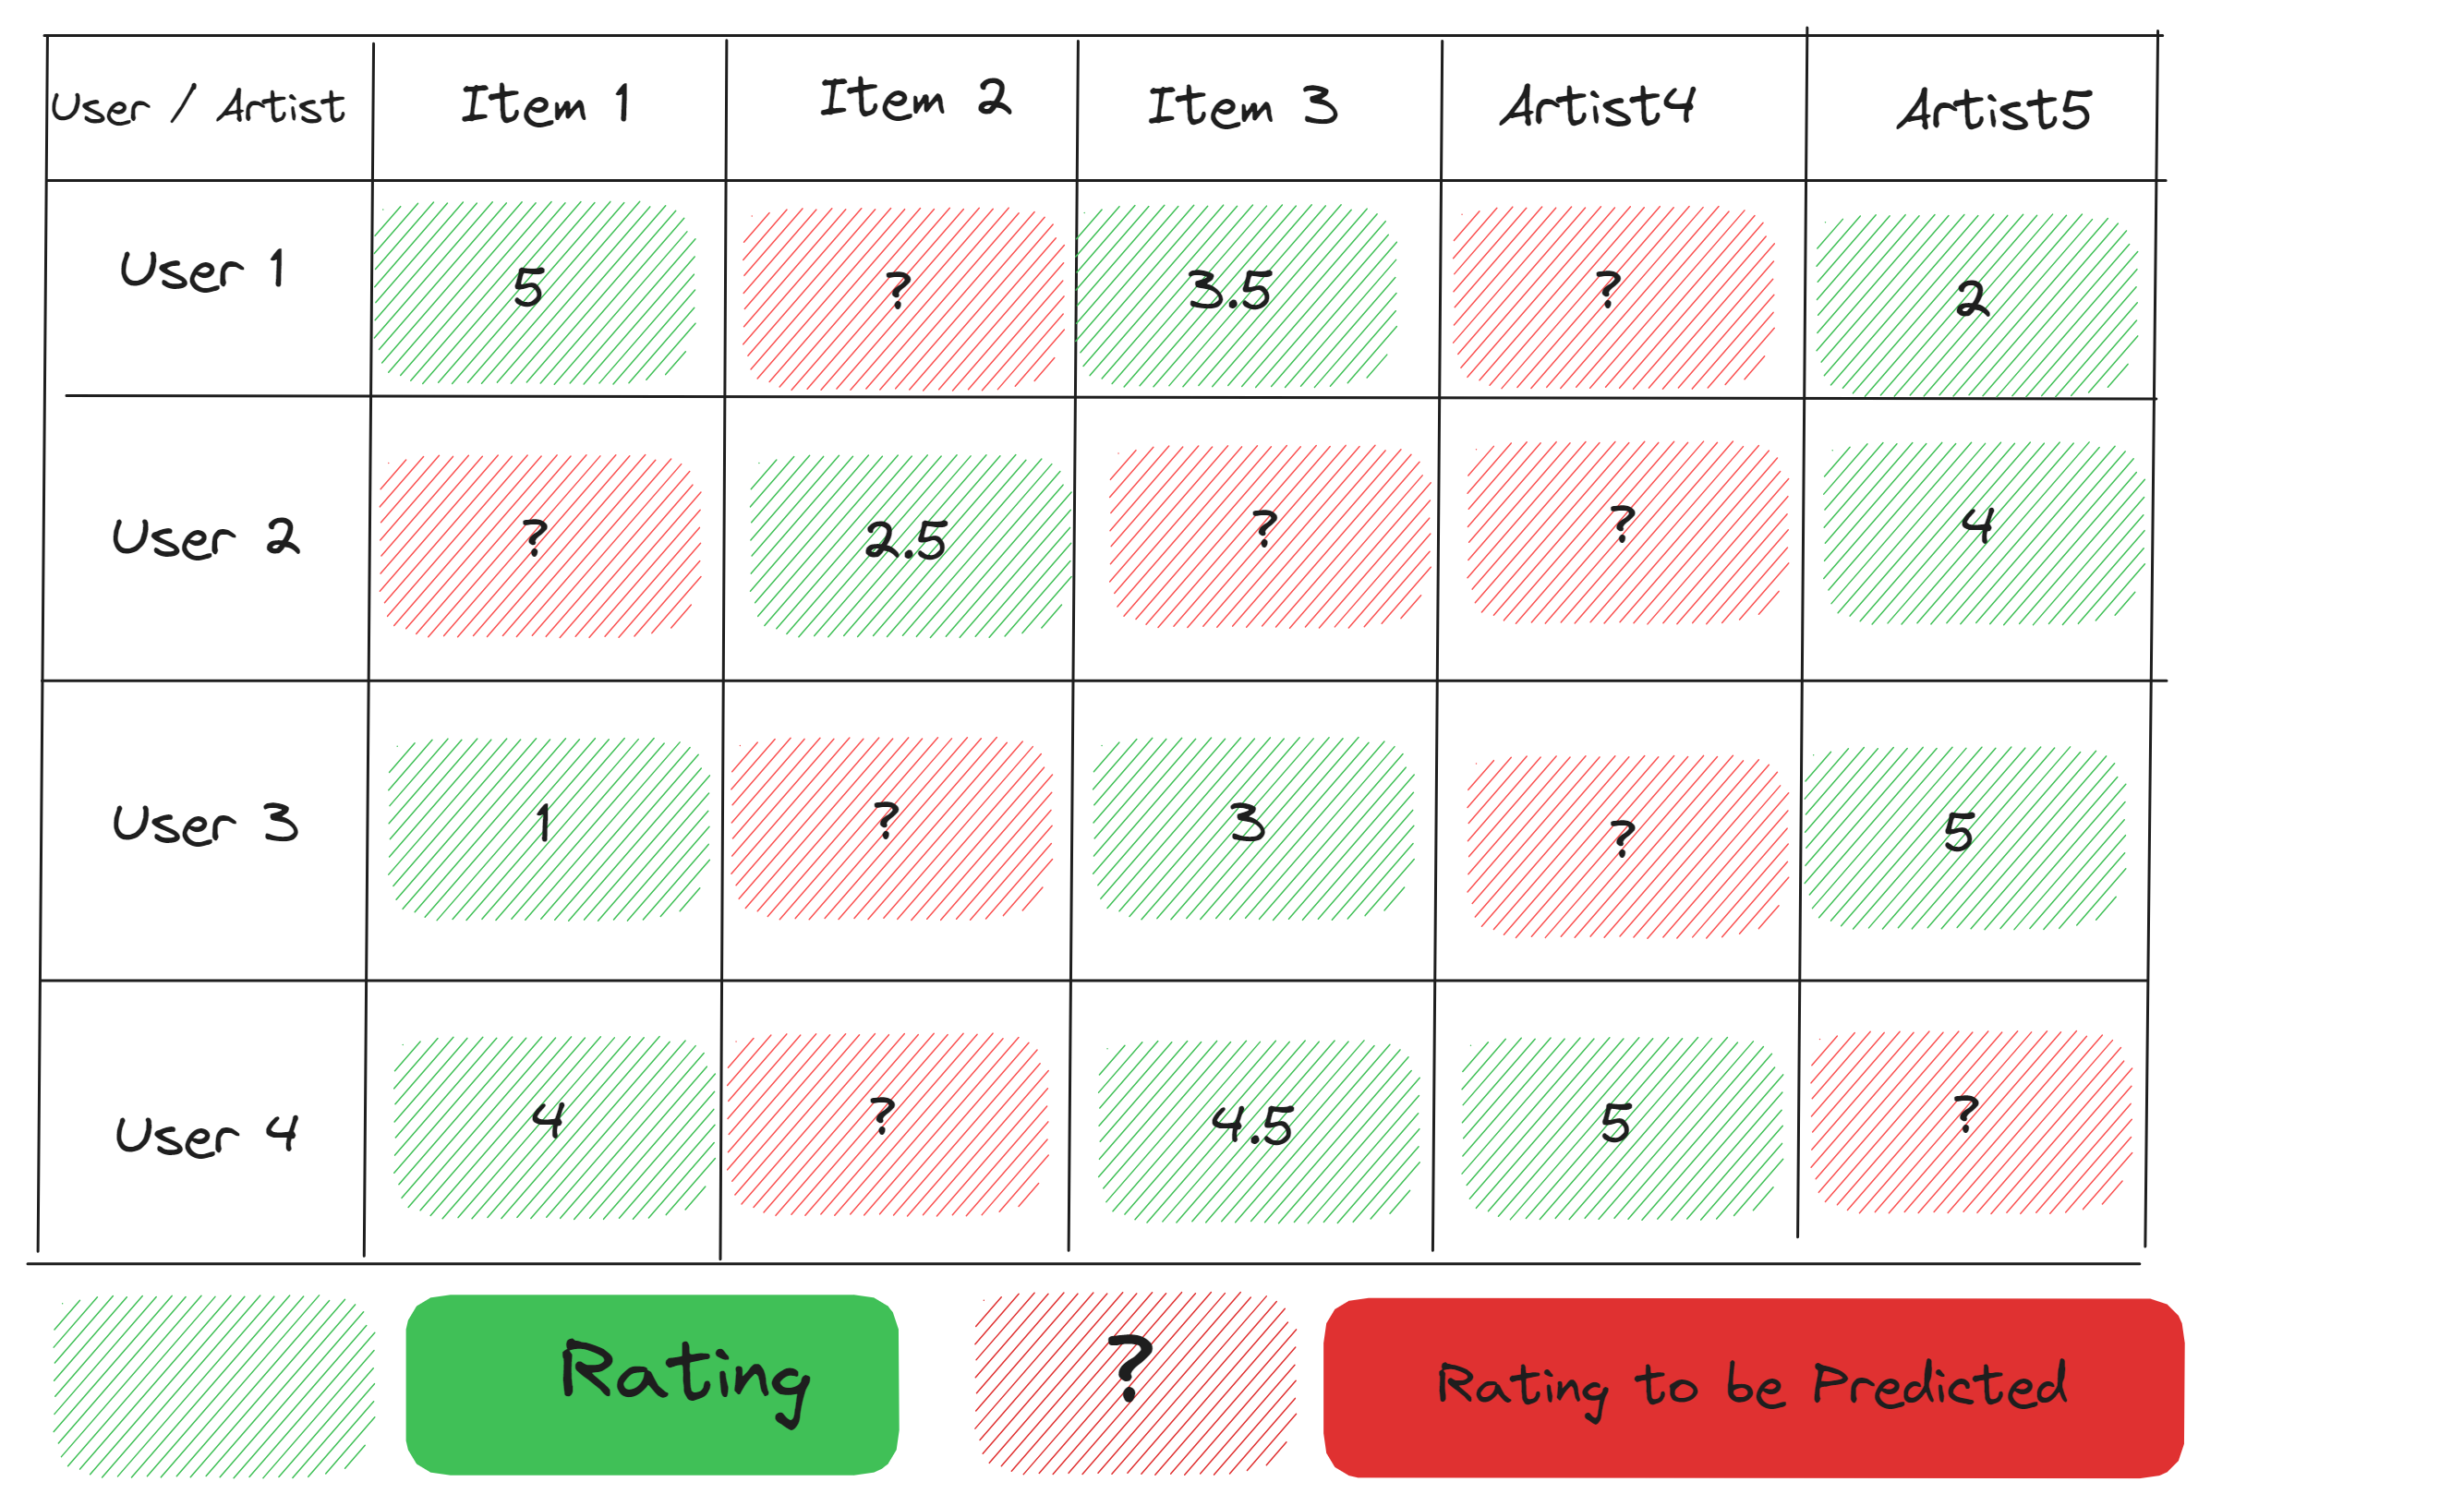 User / Artist Item 1 Item 2 Item 3 Artist4 Artist5
User 1 5 ? 3.5 ? 2
User 2 ? 2.5 ? ? 4
User 3 1 ? 3 ? 5
User 4 4 ? 4.5 5 ?
Rating ? Rating to be Predicted